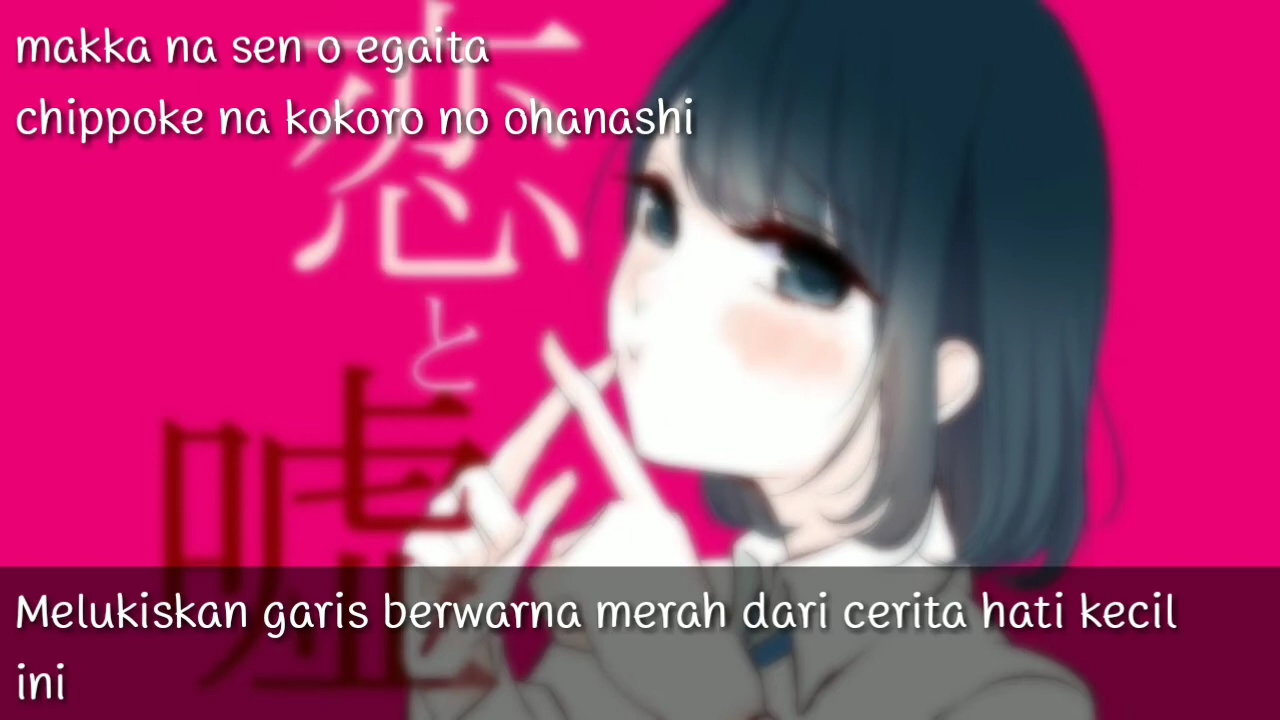 makka na sen o egaita
chippoke na kokoro no ohanashi
恋
と
嘘
Melukiskan garis berwarna merah dari cerita hati kecil
ini